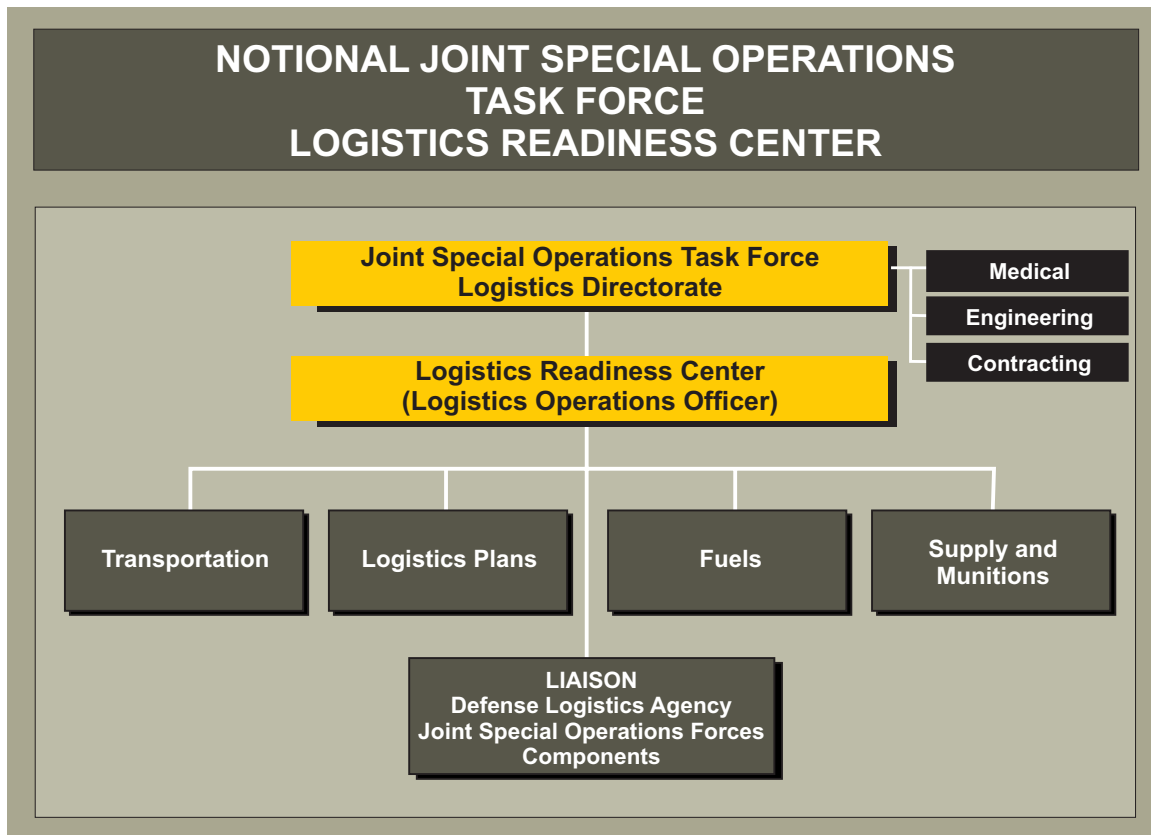 NOTIONAL JOINT SPECIAL OPERATIONS
TASK FORCE
LOGISTICS READINESS CENTER
Joint Special Operations Task Force
Logistics Directorate
Medical
Engineering
Contracting
Logistics Readiness Center
(Logistics Operations Officer)
Transportation
Logistics Plans
Fuels
Supply and
Munitions
LIAISON
Defense Logistics Agency
Joint Special Operations Forces
Components